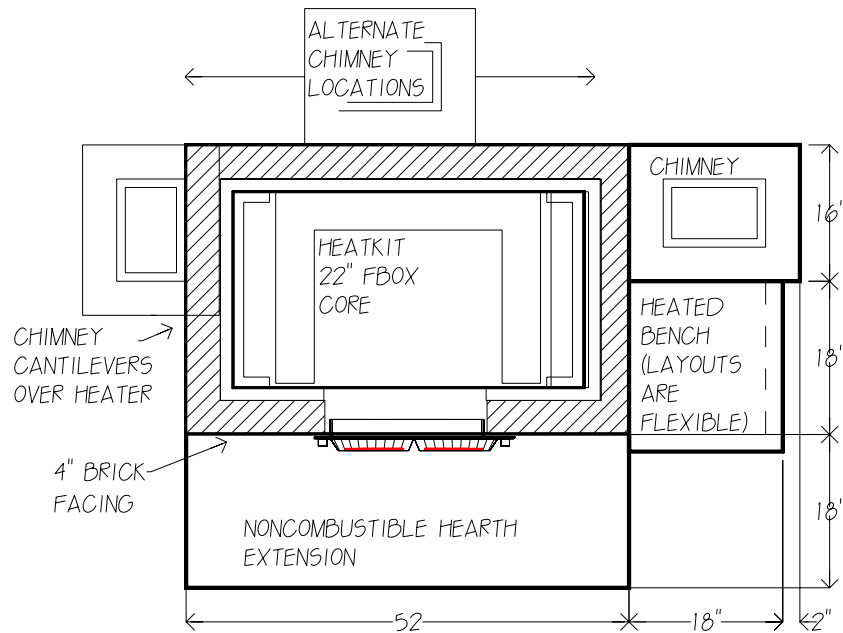 ALTERNATE
CHIMNEY
LOCATIONS
CHIMNEY
16'
HEATKIT
22" FBOX
CORE
HEATED
BENCH
(LAYOUTS
ARE
FLEXIBLE)
18'
CHIMNEY
CANTILEVERS
OVER HEATER
4" BRICK
FACING
18'
NONCOMBUSTIBLE HEARTH
EXTENSION
52
18"
2"